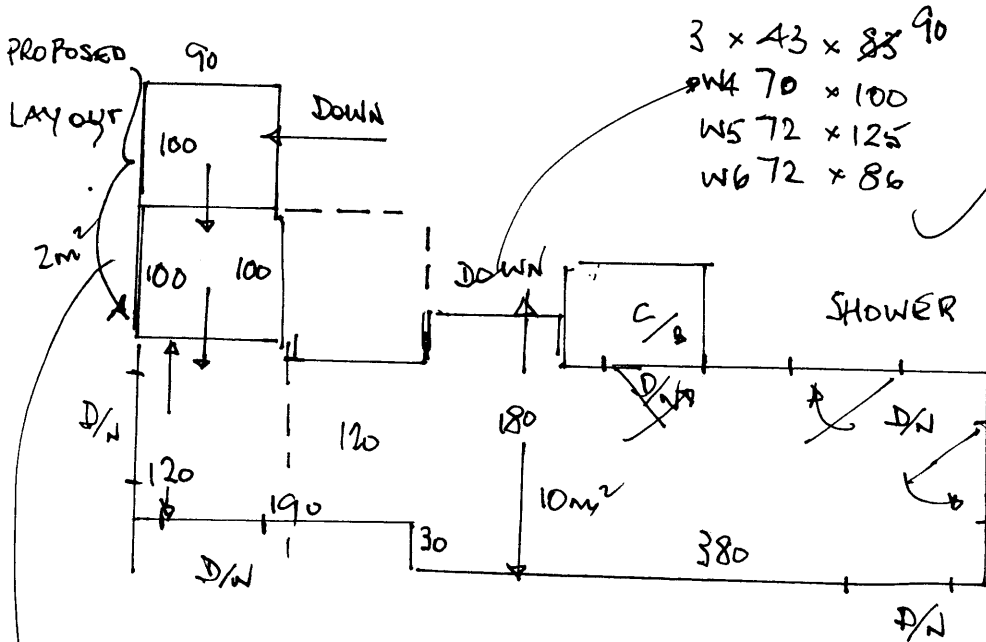 PROPOSED
LAYOUT
90
3 x 43 x 83 90
W4 70 x 100
W5 72 x 125
W6 72 x 86
DOWN
100
2m²
100
100
DOWN
C/B
SHOWER
D/N
D/N
D/N
120
120
180
10m²
190
30
380
D/N
D/N